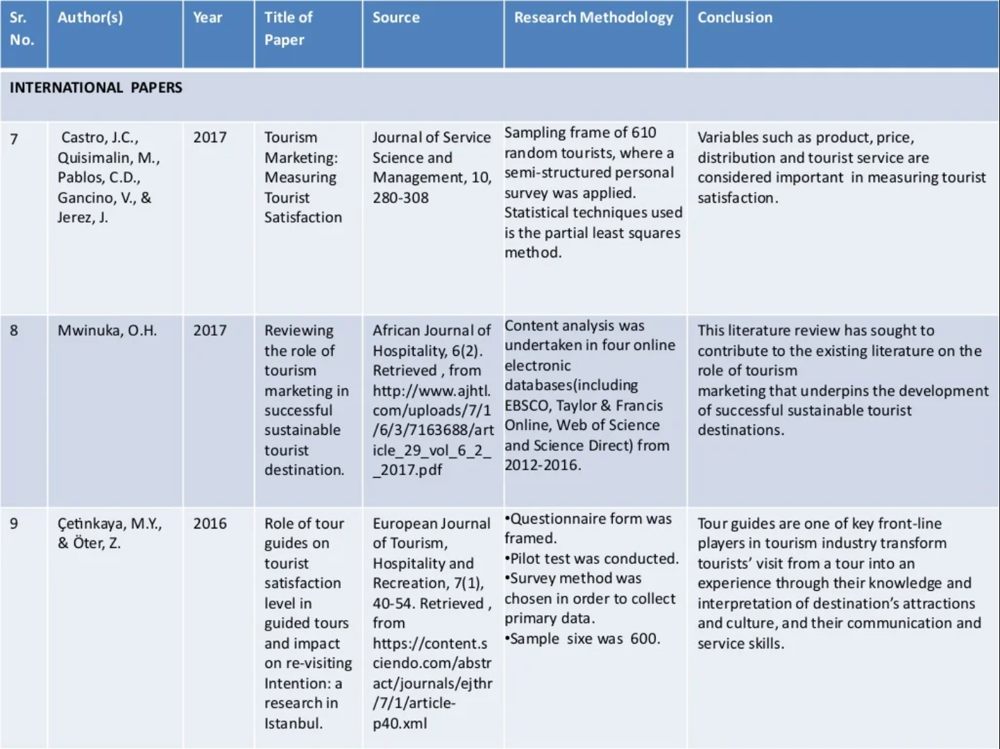 Sr. No.
Author(s)
Year
Title of Paper
Source
Research Methodology
Conclusion
INTERNATIONAL PAPERS
7
Castro, J.C.,
Quisimalin, M.,
Pablos, C.D.,
Gancino, V., &
Jerez, J.
2017
Tourism
Marketing:
Measuring
Tourist
Satisfaction
Journal of Service
Science and
Management, 10,
280-308
Sampling frame of 610
random tourists, where a
semi-structured personal
survey was applied.
Statistical techniques used
is the partial least squares
method.
Variables such as product, price,
distribution and tourist service are
considered important in measuring tourist
satisfaction.
8
Mwinuka, O.H.
2017
Reviewing
the role of
tourism
marketing in
successful
sustainable
tourist
destination.
African Journal of
Hospitality, 6(2).
Retrieved , from
http://www.ajhtl.
com/uploads/7/1
/6/3/7163688/art
icle_29_vol_6_2_
_2017.pdf
Content analysis was
undertaken in four online
electronic
databases(including
EBSCO, Taylor & Francis
Online, Web of Science
and Science Direct) from
2012-2016.
This literature review has sought to
contribute to the existing literature on the
role of tourism
marketing that underpins the development
of successful sustainable tourist
destinations.
9
Çetinkaya, M.Y.,
& Öter, Z.
2016
Role of tour
guides on
tourist
satisfaction
level in
guided tours
and impact
on re-visiting
Intention: a
research in
Istanbul.
European Journal
of Tourism,
Hospitality and
Recreation, 7(1),
40-54. Retrieved ,
from
https://content.s
ciendo.com/abstr
act/journals/ejthr
/7/1/article-
p40.xml
•Questionnaire form was
framed.
•Pilot test was conducted.
•Survey method was
chosen in order to collect
primary data.
•Sample sixe was 600.
Tour guides are one of key front-line
players in tourism industry transform
tourists’ visit from a tour into an
experience through their knowledge and
interpretation of destination’s attractions
and culture, and their communication and
service skills.